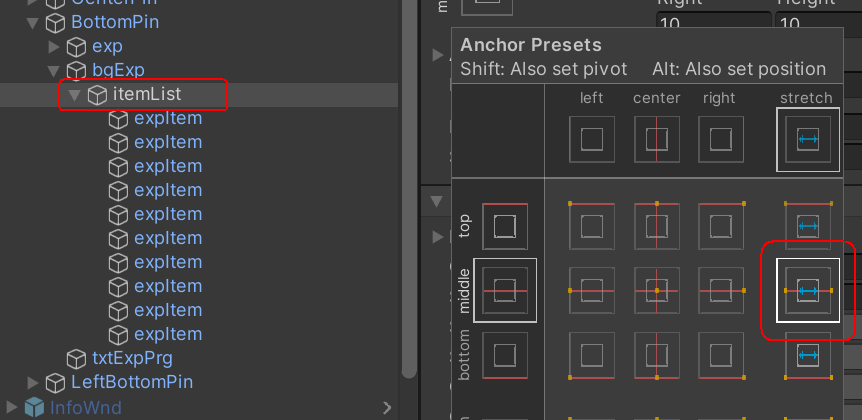 CenterPin
BottomPin
exp
bgExp
itemList
expItem
expItem
expItem
expItem
expItem
expItem
expItem
expItem
expItem
expItem
txtExpPrg
LeftBottomPin
InfoWnd
Right
Height
10
10
Anchor Presets
Shift: Also set pivot
Alt: Also set position
left
center
right
stretch
top
middle
bottom